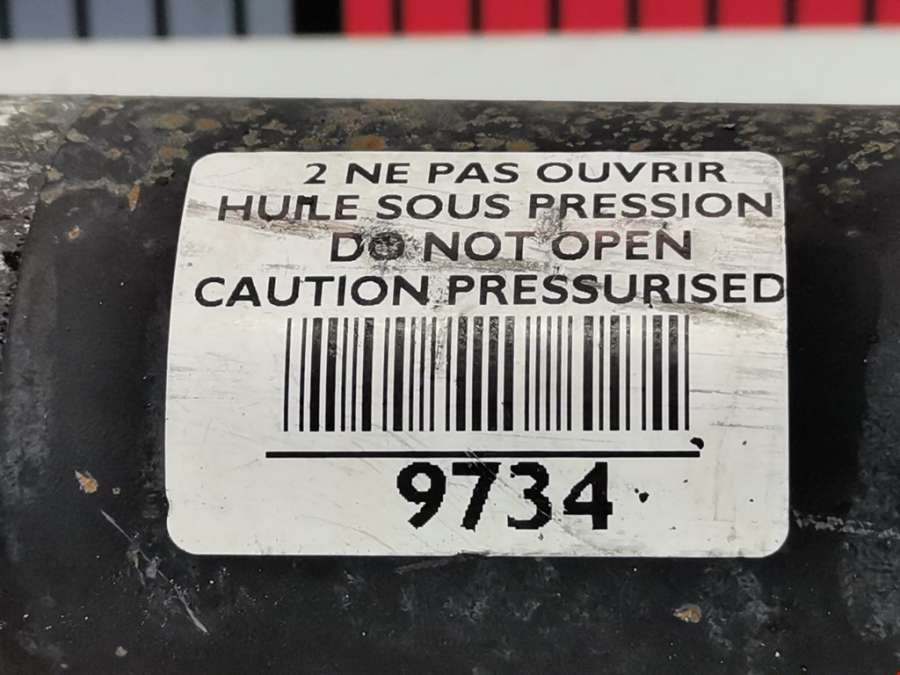 2 NE PAS OUVRIR
HUILE SOUS PRESSION
DO NOT OPEN
CAUTION PRESSURISED
9734